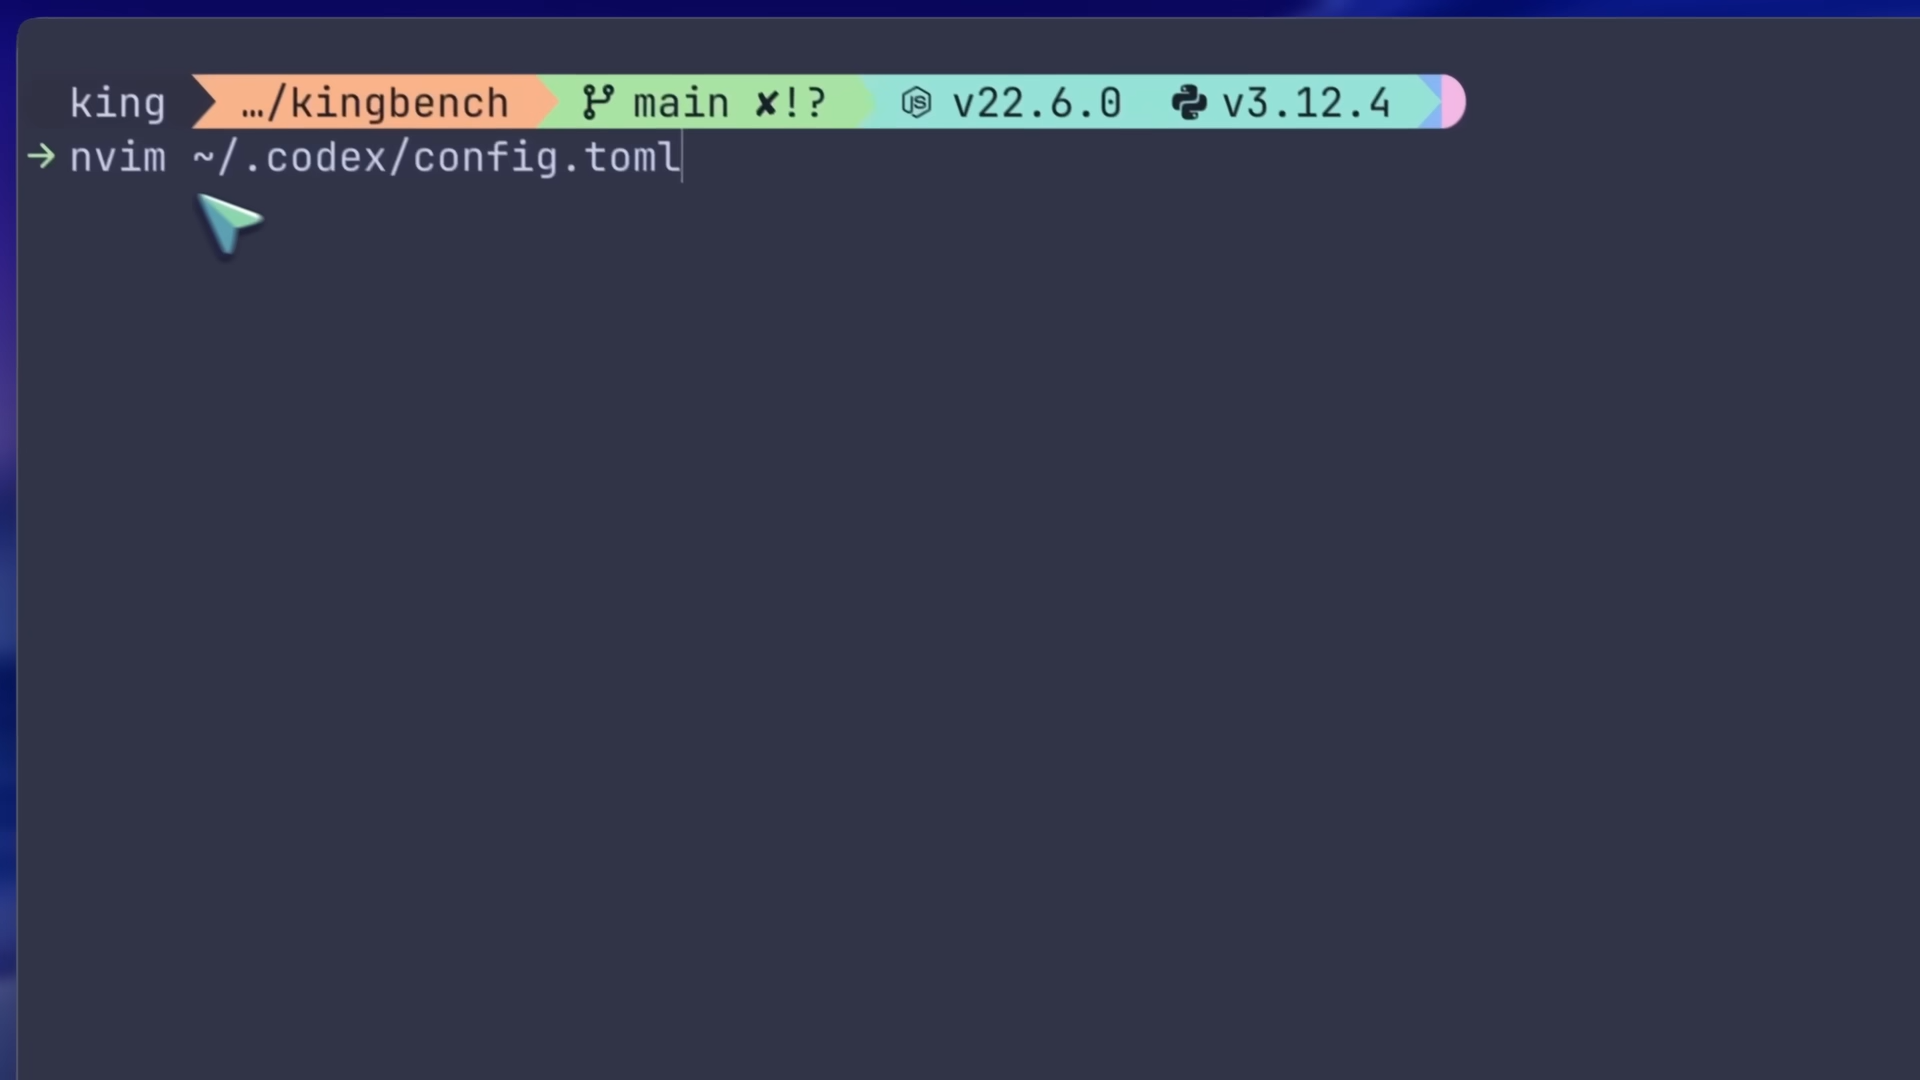 king …/kingbench main ✘!? v22.6.0 v3.12.4
→ nvim ~/.codex/config.toml